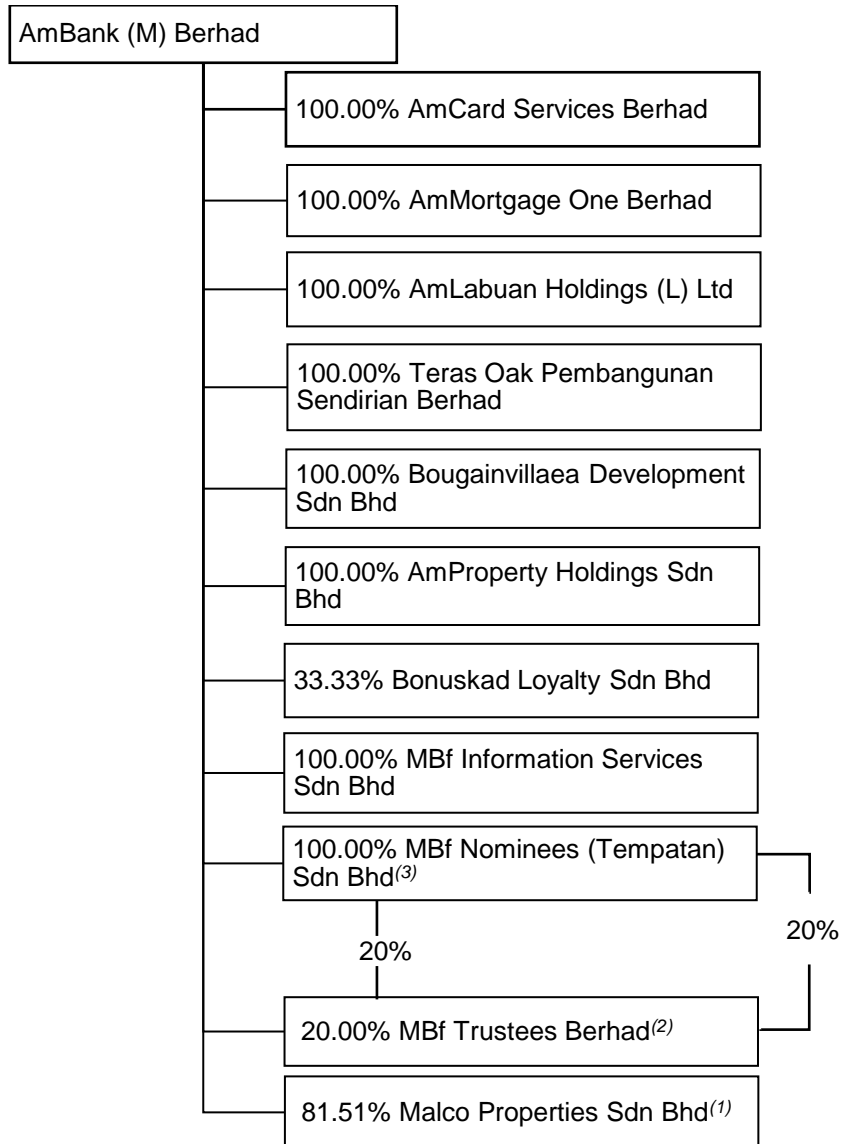 AmBank (M) Berhad
100.00% AmCard Services Berhad
100.00% AmMortgage One Berhad
100.00% AmLabuan Holdings (L) Ltd
100.00% Teras Oak Pembangunan
Sendirian Berhad
100.00% Bougainvillaea Development
Sdn Bhd
100.00% AmProperty Holdings Sdn
Bhd
33.33% Bonuskad Loyalty Sdn Bhd
100.00% MBf Information Services
Sdn Bhd
100.00% MBf Nominees (Tempatan)
Sdn Bhd(3)
20%
20%
20.00% MBf Trustees Berhad(2)
81.51% Malco Properties Sdn Bhd(1)